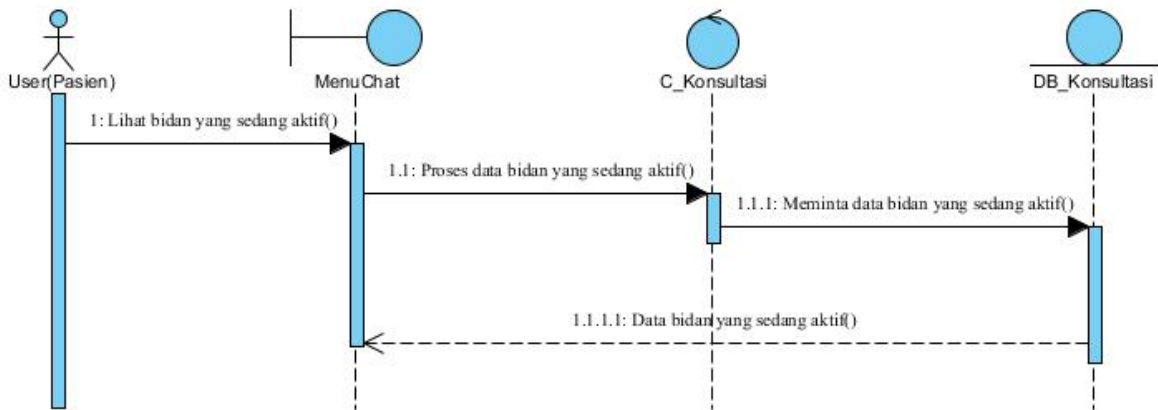 User(Pasien)
MenuChat
C_Konsultasi
DB_Konsultasi
1: Lihat bidan yang sedang aktif()
1.1: Proses data bidan yang sedang aktif()
1.1.1: Meminta data bidan yang sedang aktif()
1.1.1.1: Data bidan yang sedang aktif()